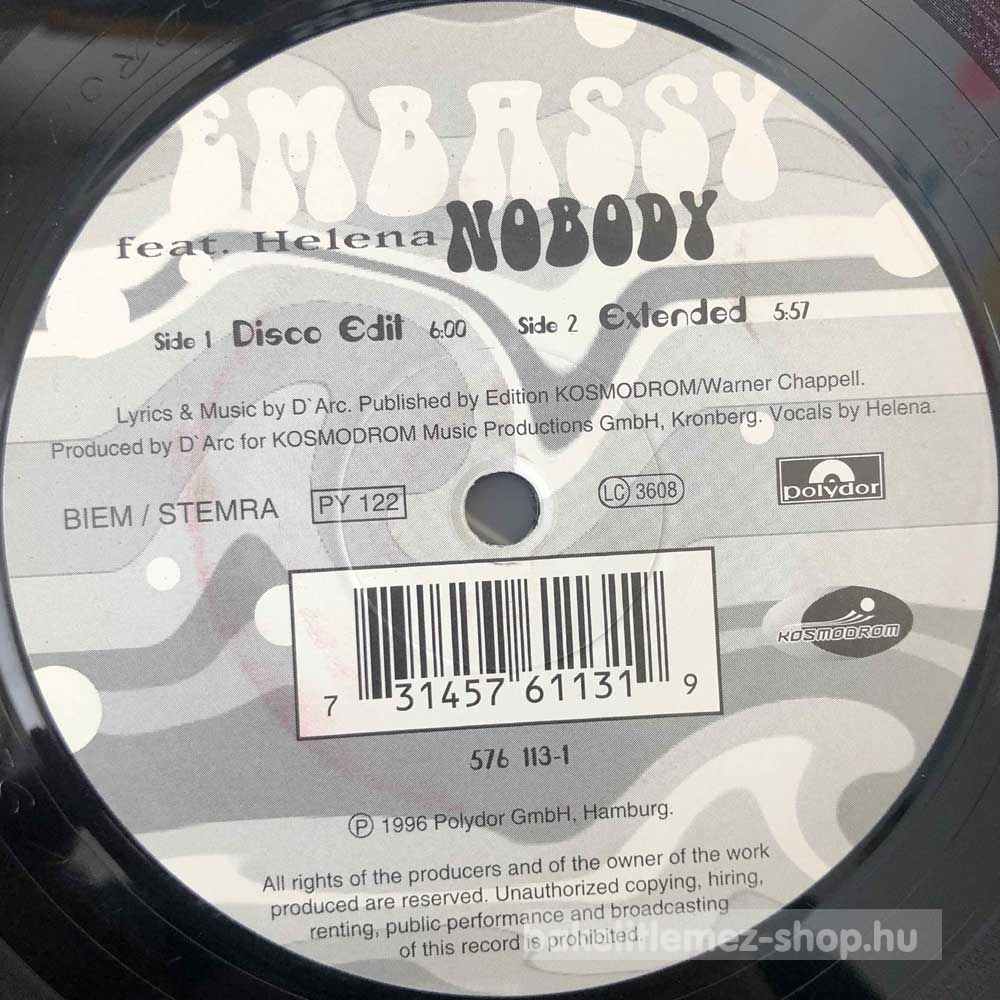 EMBASSY
feat. Helena NOBODY
Side 1 Disco Edit 6:00 Side 2 Extended 5:57
Lyrics & Music by D`Arc. Published by Edition KOSMODROM/Warner Chappell.
Produced by D`Arc for KOSMODROM Music Productions GmbH, Kronberg. Vocals by Helena.
BIEM / STEMRA PY 122 LC 3608 polydor
KOSMODROM
7 31457 61131 9
576 113-1
Ⓟ 1996 Polydor GmbH, Hamburg.
All rights of the producers and of the owner of the work
produced are reserved. Unauthorized copying, hiring,
renting, public performance and broadcasting
of this record is prohibited.
bakelitlemez-shop.hu